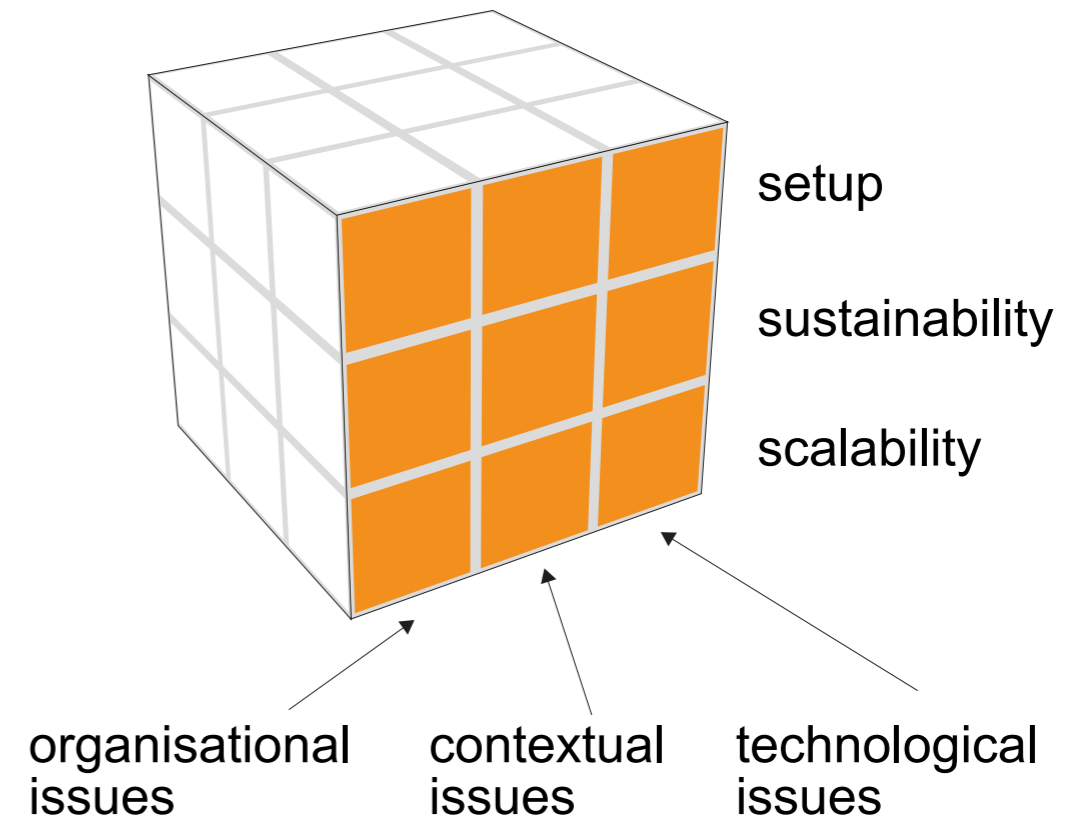 setup
sustainability
scalability
organisational
issues
contextual
issues
technological
issues